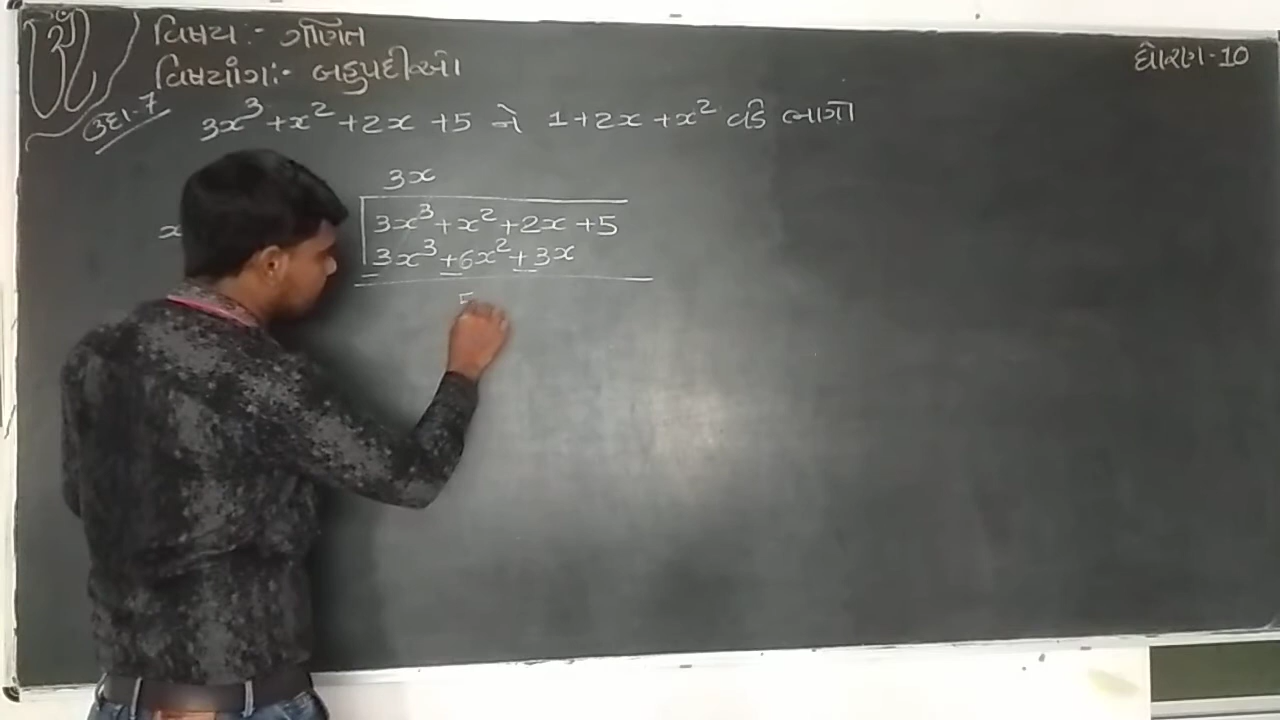 ૐ
વિષય:- ગણિત
વિષયાંગ:- બહુપદીઓ
ધોરણ-10
ઉદા-7
3x³+x²+2x+5 ને 1+2x+x² વડે ભાગો
3x
x
3x³+x²+2x+5
3x³+6x²+3x
5